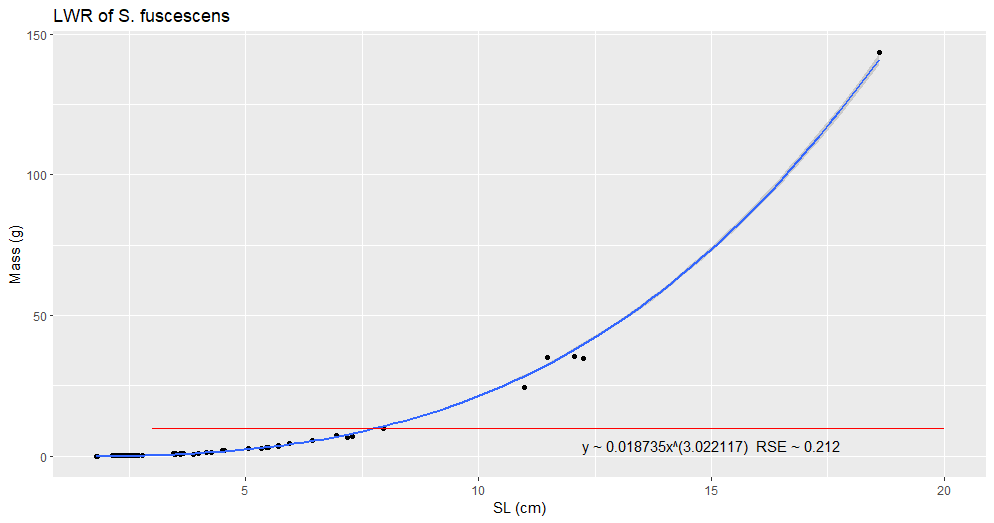 LWR of S. fuscescens
150
100
50
0
Mass (g)
y ~ 0.018735x^(3.022117)  RSE ~ 0.212
5 10 15 20
SL (cm)